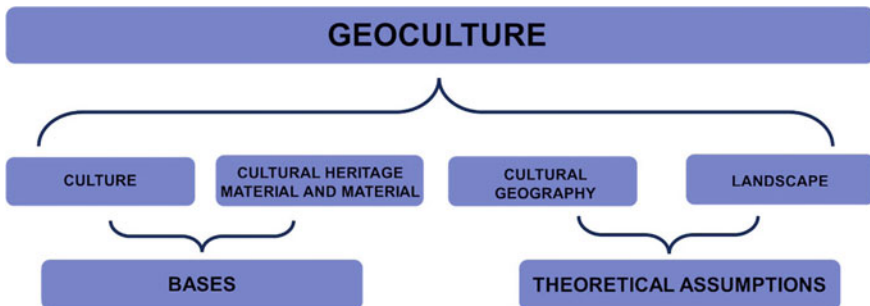 GEOCULTURE
CULTURE
CULTURAL HERITAGE
MATERIAL AND MATERIAL
CULTURAL
GEOGRAPHY
LANDSCAPE
BASES
THEORETICAL ASSUMPTIONS